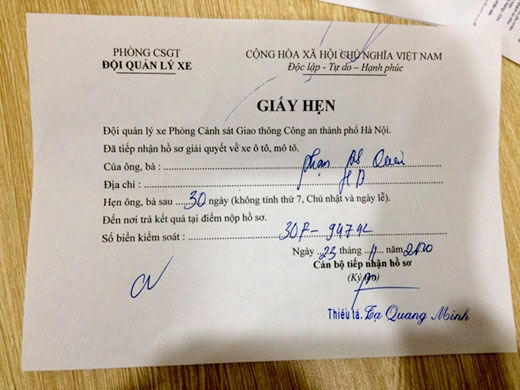 PHÒNG CSGT
ĐỘI QUẢN LÝ XE
CỘNG HÒA XÃ HỘI CHỦ NGHĨA VIỆT NAM
Độc lập - Tự do – Hạnh phúc
GIẤY HẸN
Đội quản lý xe Phòng Cảnh sát Giao thông Công an thành phố Hà Nội.
Đã tiếp nhận hồ sơ giải quyết về xe ô tô, mô tô.
Của ông, bà : Phạm
Địa chỉ :
Hẹn ông, bà sau 30 ngày (không tính thứ 7, Chủ nhật và ngày lễ).
Đến nơi trả kết quả tại điểm nộp hồ sơ.
Số biển kiểm soát : 30F- 947
Ngày 23 tháng 11 năm 2020
Cán bộ tiếp nhận hồ sơ
(Ký
Thiếu tá. Tạ Quang Minh